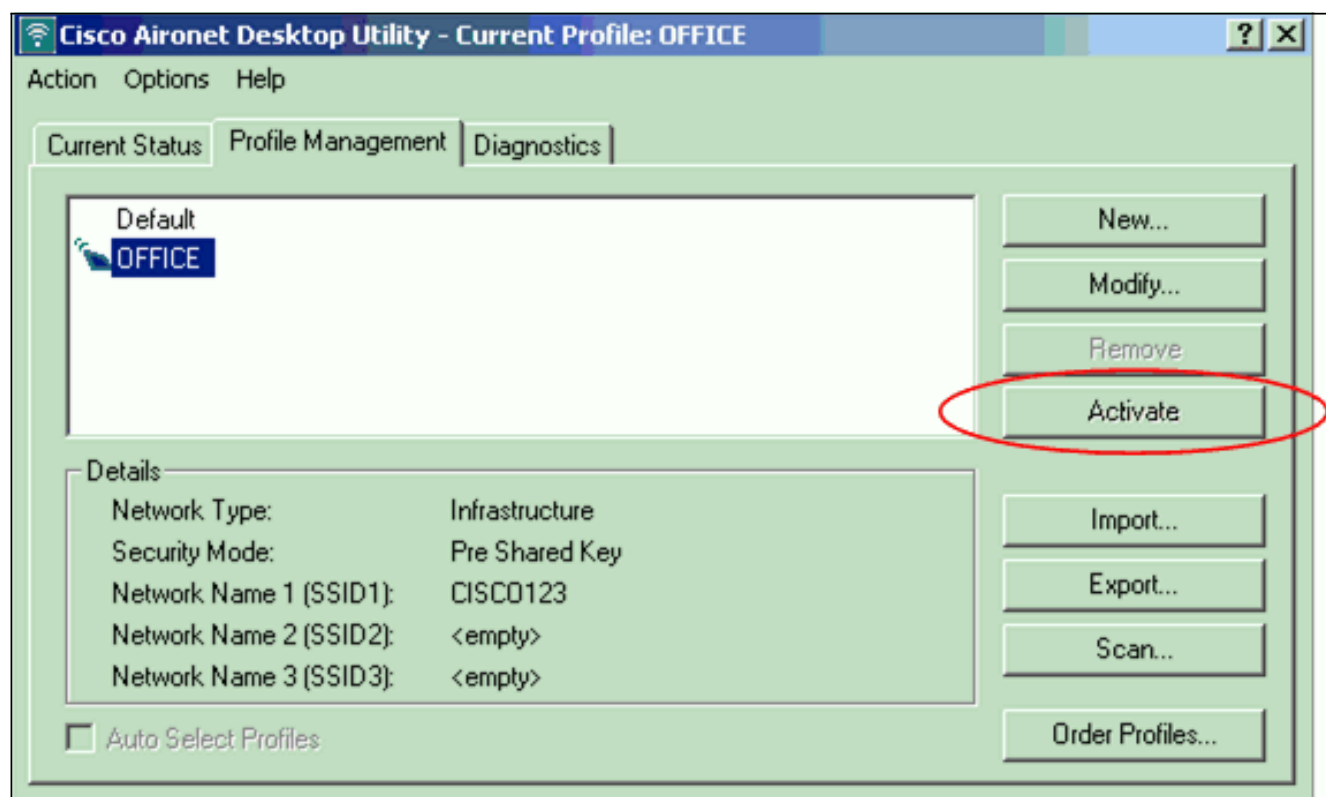 Cisco Aironet Desktop Utility - Current Profile: OFFICE
Action Options Help
Current Status Profile Management Diagnostics
Default
OFFICE
New...
Modify...
Remove
Activate
Details
Network Type: Infrastructure
Security Mode: Pre Shared Key
Network Name 1 (SSID1): CISCO123
Network Name 2 (SSID2): <empty>
Network Name 3 (SSID3): <empty>
Import...
Export...
Scan...
Auto Select Profiles
Order Profiles...